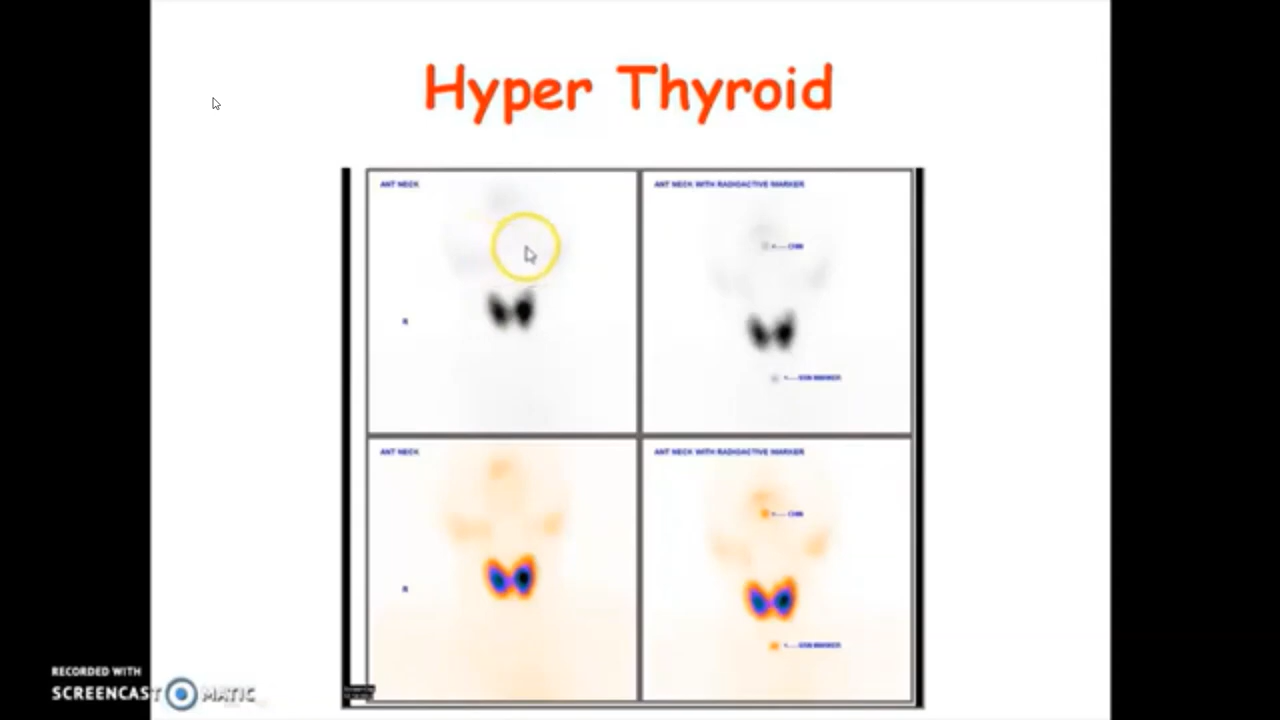 Hyper Thyroid
ANT NECK
ANT NECK WITH RADIOACTIVE MARKER
<---- CHIN
R
<----SSN MARKER
ANT NECK
ANT NECK WITH RADIOACTIVE MARKER
<---- CHIN
R
<----SSN MARKER
RECORDED WITH
SCREENCAST MATIC